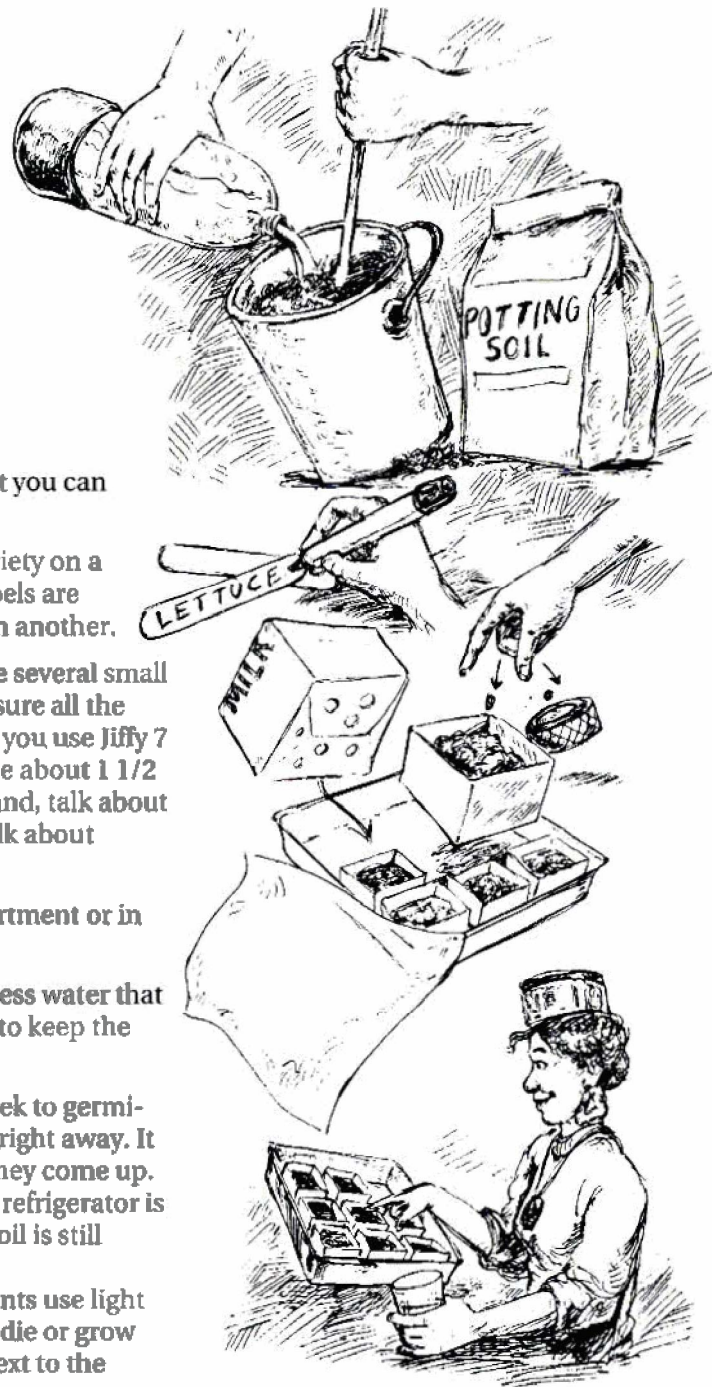 POTTING
SOIL
t you can
iety on a
bels are
n another.
LETTUCE
MILK
e several small
sure all the
you use Jiffy 7
e about 1 1/2
and, talk about
lk about
rtment or in
ess water that
to keep the
ek to germi-
right away. It
hey come up.
refrigerator is
oil is still
nts use light
die or grow
ext to the